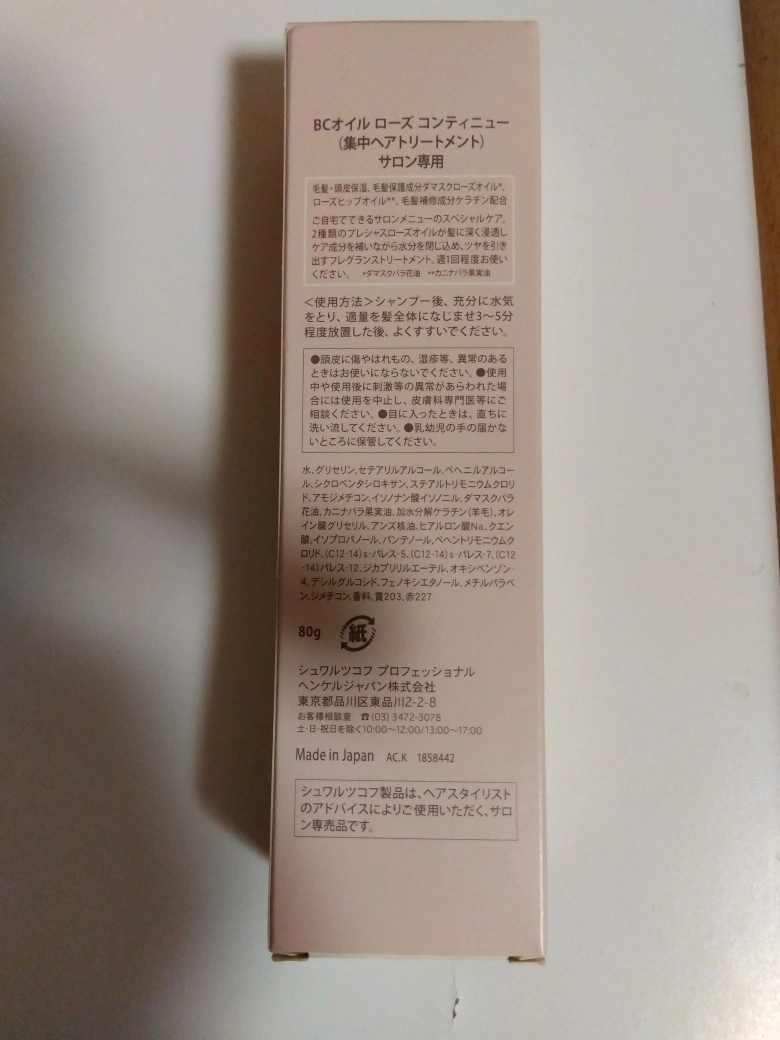 BCオイル ローズ コンティニュー
(集中ヘアトリートメント)
サロン専用
毛髪・頭皮保湿、毛髪保護成分ダマスクローズオイル*、
ローズヒップオイル**、毛髪補修成分ケラチン配合
ご自宅でできるサロンメニューのスペシャルケア。
2種類のプレシャスローズオイルが髪に深く浸透し
ケア成分を補いながら水分を閉じ込め、ツヤを引き
出すフレグランストリートメント。週1回程度お使い
ください。 *ダマスクバラ花油 **カニナバラ果実油
<使用方法>シャンプー後、充分に水気
をとり、適量を髪全体になじませ3〜5分
程度放置した後、よくすすいでください。
●頭皮に傷やはれもの、湿疹等、異常のある
ときはお使いにならないでください。●使用
中や使用後に刺激等の異常があらわれた場
合には使用を中止し、皮膚科専門医等にご
相談ください。●目に入ったときは、直ちに
洗い流してください。●乳幼児の手の届かな
いところに保管してください。
水、グリセリン、セテアリルアルコール、ベヘニルアルコー
ル、シクロペンタシロキサン、ステアルトリモニウムクロリ
ド、アモジメチコン、イソノナン酸イソノニル、ダマスクバラ
花油、カニナバラ果実油、加水分解ケラチン(羊毛)、オレ
イン酸グリセリル、アンズ核油、ヒアルロン酸Na、クエン
酸、イソプロパノール、パンテノール、ベヘントリモニウムク
ロリド、(C12-14)s-パレス-5、(C12-14)s-パレス-7、(C12
-14)パレス-12、ジカプリリルエーテル、オキシベンゾン-
4、デシルグルコシド、フェノキシエタノール、メチルパラベ
ン、ジメチコン、香料、黄203、赤227
80g 紙
シュワルツコフ プロフェッショナル
ヘンケルジャパン株式会社
東京都品川区東品川2-2-8
お客様相談室 ☎(03) 3472-3078
土・日・祝日を除く10:00〜12:00/13:00〜17:00
Made in Japan AC.K 1858442
シュワルツコフ製品は、ヘアスタイリスト
のアドバイスによりご使用いただく、サロ
ン専売品です。